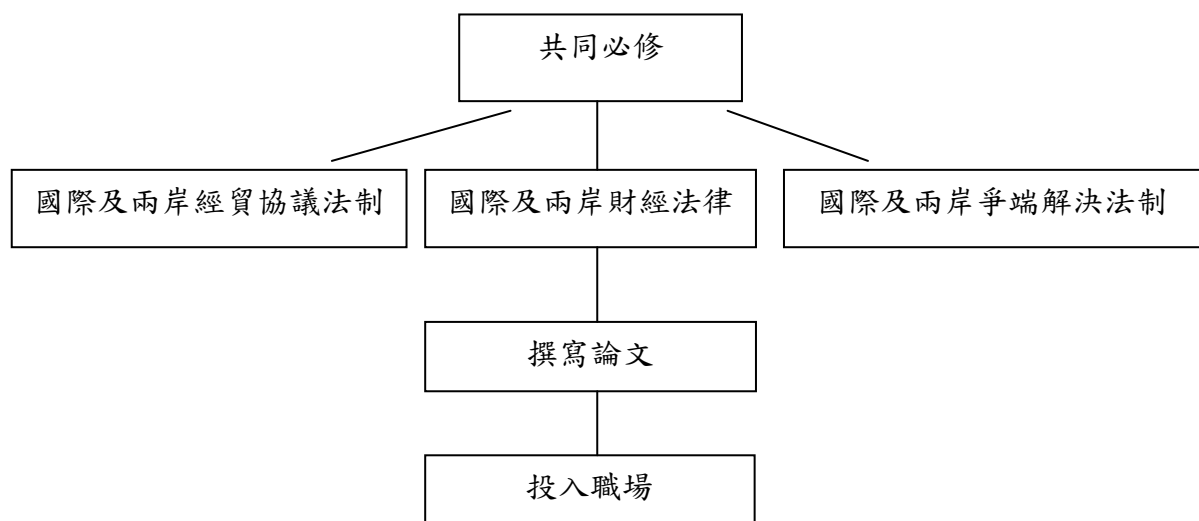 共同必修
國際及兩岸經貿協議法制
國際及兩岸財經法律
國際及兩岸爭端解決法制
撰寫論文
投入職場